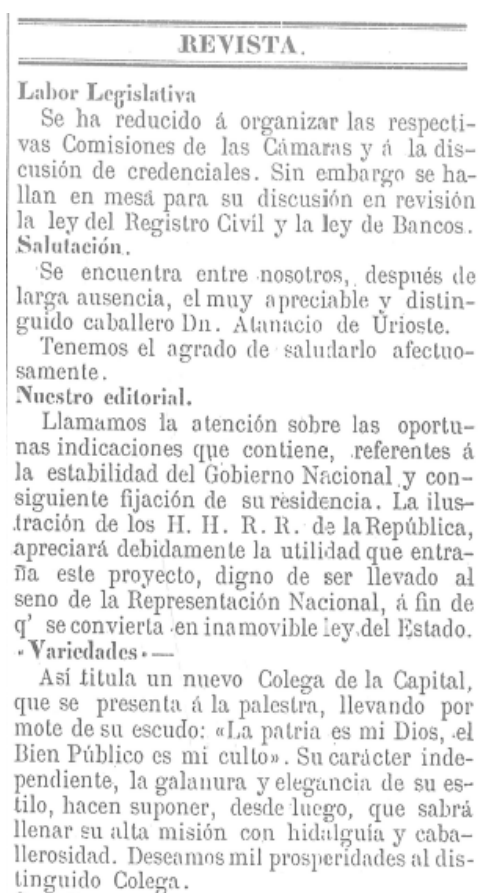 REVISTA.
Labor Legislativa
Se ha reducido á organizar las respecti-
vas Comisiones de las Cámaras y á la dis-
cusión de credenciales. Sin embargo se ha-
llan en mesa para su discusión en revisión
la ley del Registro Civil y la ley de Bancos.
Salutación.
Se encuentra entre nosotros, después de
larga ausencia, el muy apreciable y distin-
guido caballero Dn. Atanacio de Urioste.
Tenemos el agrado de saludarlo afectuo-
samente.
Nuestro editorial.
Llamamos la atención sobre las oportu-
nas indicaciones que contiene, referentes á
la estabilidad del Gobierno Nacional y con-
siguiente fijación de su residencia. La ilus-
tración de los H. H. R. R. de la República,
apreciará debidamente la utilidad que entra-
ña este proyecto, digno de ser llevado al
seno de la Representación Nacional, á fin de
q' se convierta en inamovible ley del Estado.
«Variedades»—
Así titula un nuevo Colega de la Capital,
que se presenta á la palestra, llevando por
mote de su escudo: «La patria es mi Dios, el
Bien Público es mi culto». Su carácter inde-
pendiente, la galanura y elegancia de su es-
tilo, hacen suponer, desde luego, que sabrá
llenar su alta misión con hidalguía y caba-
llerosidad. Deseamos mil prosperidades al dis-
tinguido Colega.